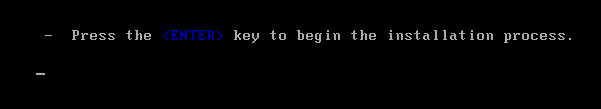 - Press the <ENTER> key to begin the installation process.